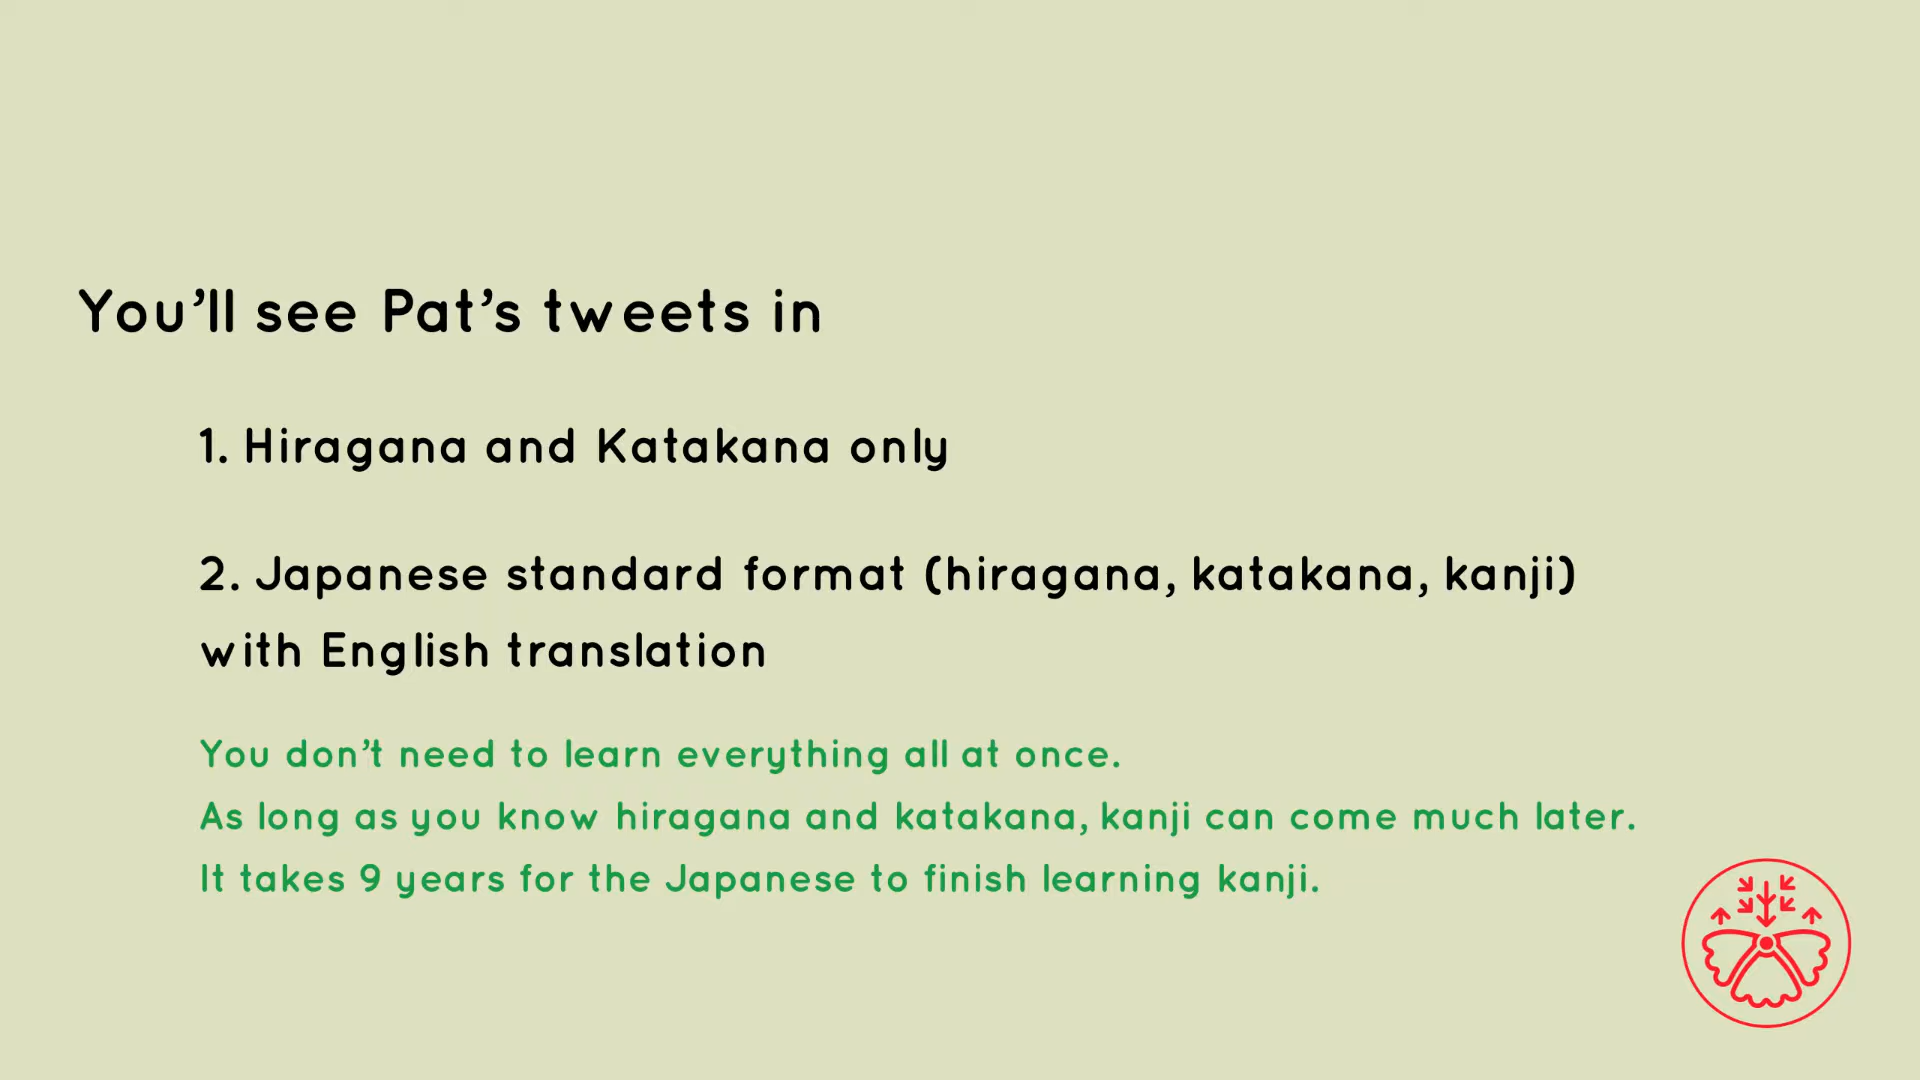 You’ll see Pat’s tweets in
1. Hiragana and Katakana only
2. Japanese standard format (hiragana, katakana, kanji)
with English translation
You don’t need to learn everything all at once.
As long as you know hiragana and katakana, kanji can come much later.
It takes 9 years for the Japanese to finish learning kanji.